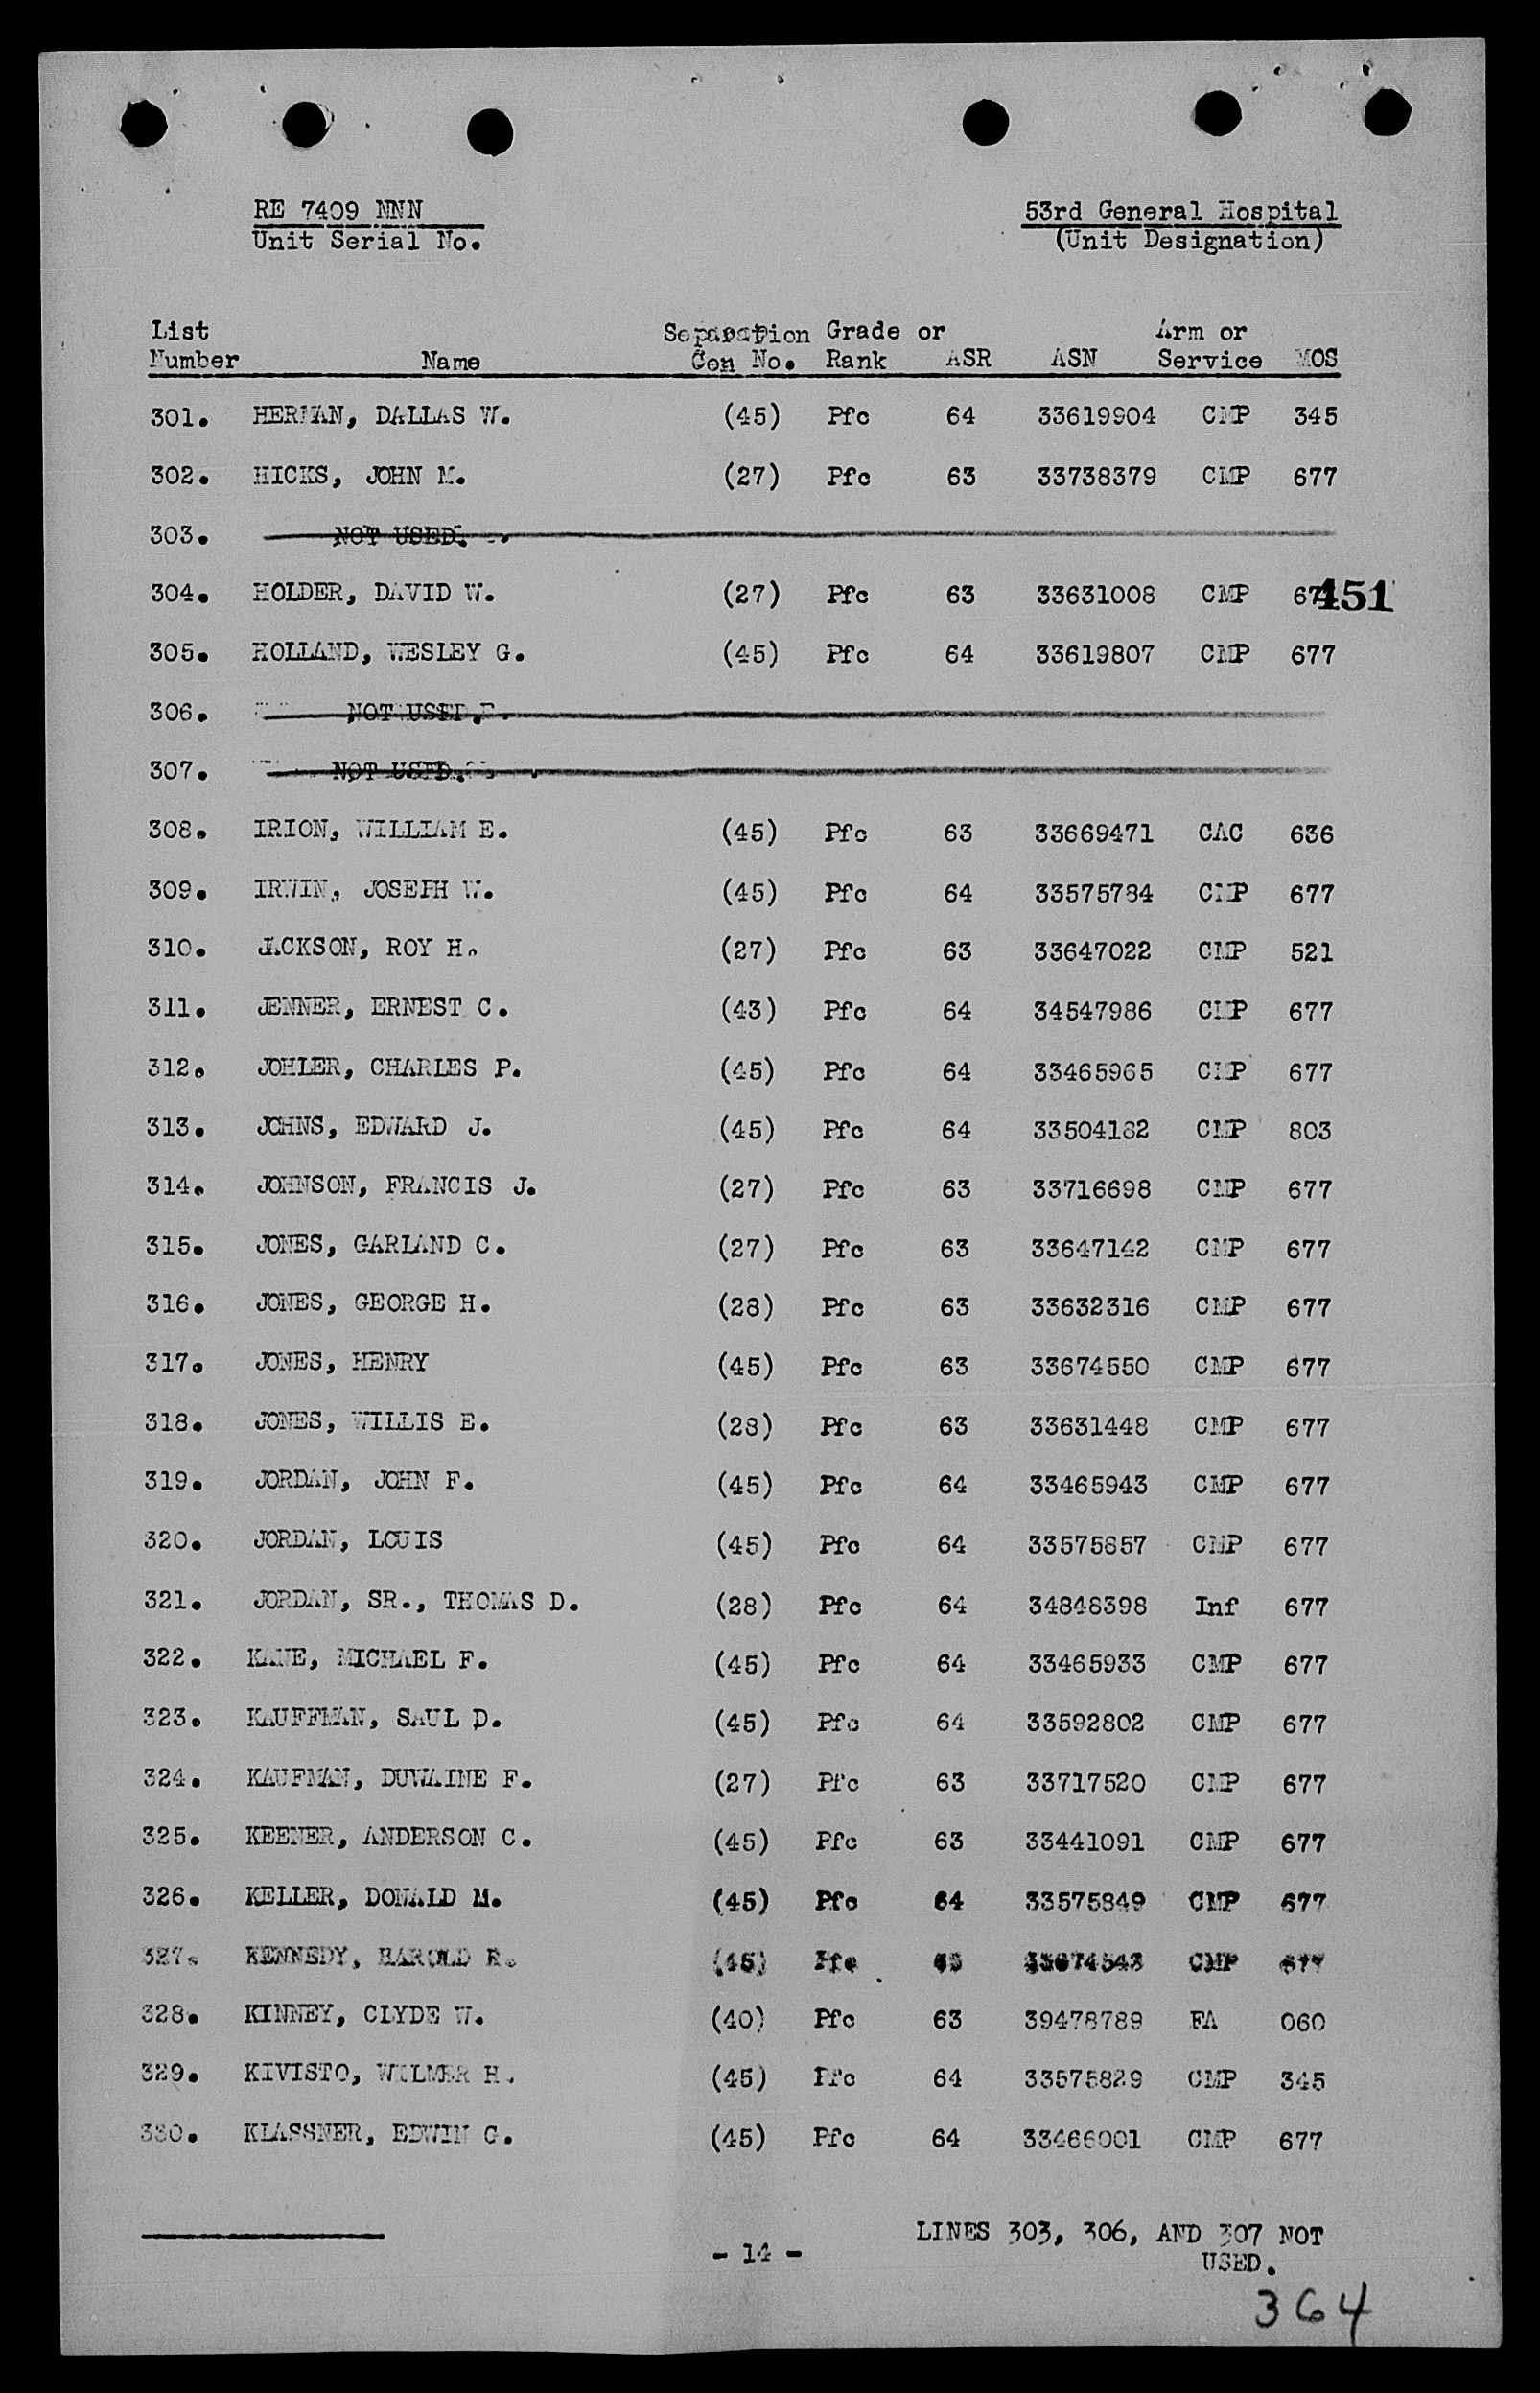 RE 7409 NNN 53rd General Hospital
Unit Serial No. (Unit Designation)
List Separation Grade or Arm or
Number Name Cen No. Rank ASR ASN Service MOS
301. HERMAN, DALLAS W. (45) Pfc 64 33619904 CMP 345
302. HICKS, JOHN M. (27) Pfc 63 33738379 CMP 677
303. NOT USED.
304. HOLDER, DAVID W. (27) Pfc 63 33631008 CMP 451
305. HOLLAND, WESLEY G. (45) Pfc 64 33619807 CMP 677
306. NOT USED.
307. NOT USED.
308. IRION, WILLIAM E. (45) Pfc 63 33669471 CAC 636
309. IRWIN, JOSEPH W. (45) Pfc 64 33575784 CMP 677
310. JACKSON, ROY H. (27) Pfc 63 33647022 CMP 521
311. JENNER, ERNEST C. (43) Pfc 64 34547986 CMP 677
312. JOHLER, CHARLES P. (45) Pfc 64 33465965 CMP 677
313. JOHNS, EDWARD J. (45) Pfc 64 33504182 CMP 803
314. JOHNSON, FRANCIS J. (27) Pfc 63 33716698 CMP 677
315. JONES, GARLAND C. (27) Pfc 63 33647142 CMP 677
316. JONES, GEORGE H. (28) Pfc 63 33632316 CMP 677
317. JONES, HENRY (45) Pfc 63 33674550 CMP 677
318. JONES, WILLIS E. (28) Pfc 63 33631448 CMP 677
319. JORDAN, JOHN F. (45) Pfc 64 33465943 CMP 677
320. JORDAN, LOUIS (45) Pfc 64 33575857 CMP 677
321. JORDAN, SR., THOMAS D. (28) Pfc 64 34848398 Inf 677
322. KANE, MICHAEL F. (45) Pfc 64 33465933 CMP 677
323. KAUFFMAN, SAUL D. (45) Pfc 64 33592802 CMP 677
324. KAUFMAN, DUWAINE F. (27) Pfc 63 33717520 CMP 677
325. KEENER, ANDERSON C. (45) Pfc 63 33441091 CMP 677
326. KELLER, DONALD M. (45) Pfc 64 33575849 CMP 677
327. KENNEDY, HAROLD R. (45) Pfc 33674543 CMP 677
328. KINNEY, CLYDE W. (40) Pfc 63 39478789 FA 060
329. KIVISTO, WILMER H. (45) Pfc 64 33575829 CMP 345
330. KLASSNER, EDWIN G. (45) Pfc 64 33466001 CMP 677
LINES 303, 306, AND 307 NOT
- 14 - USED.
364